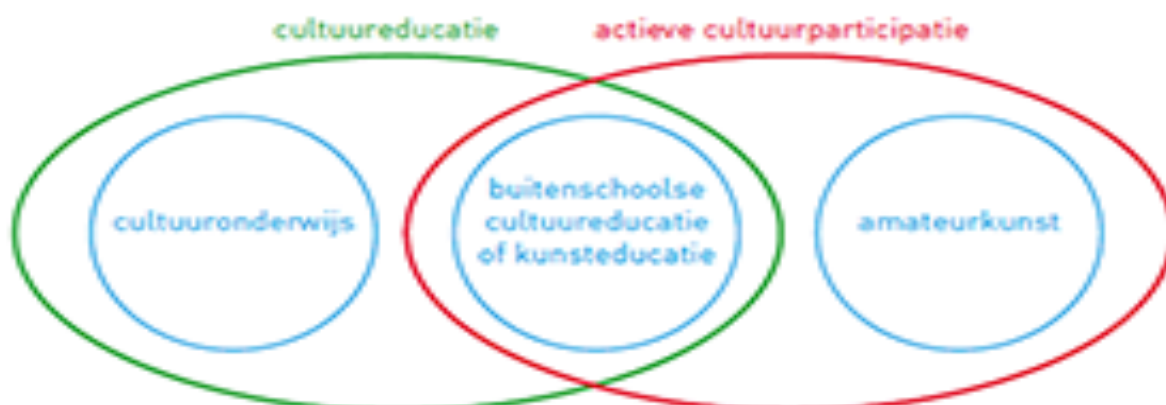 cultuureducatie
actieve cultuurparticipatie
cultuuronderwijs
buitenschoolse
cultuureducatie
of kunsteducatie
amateurkunst